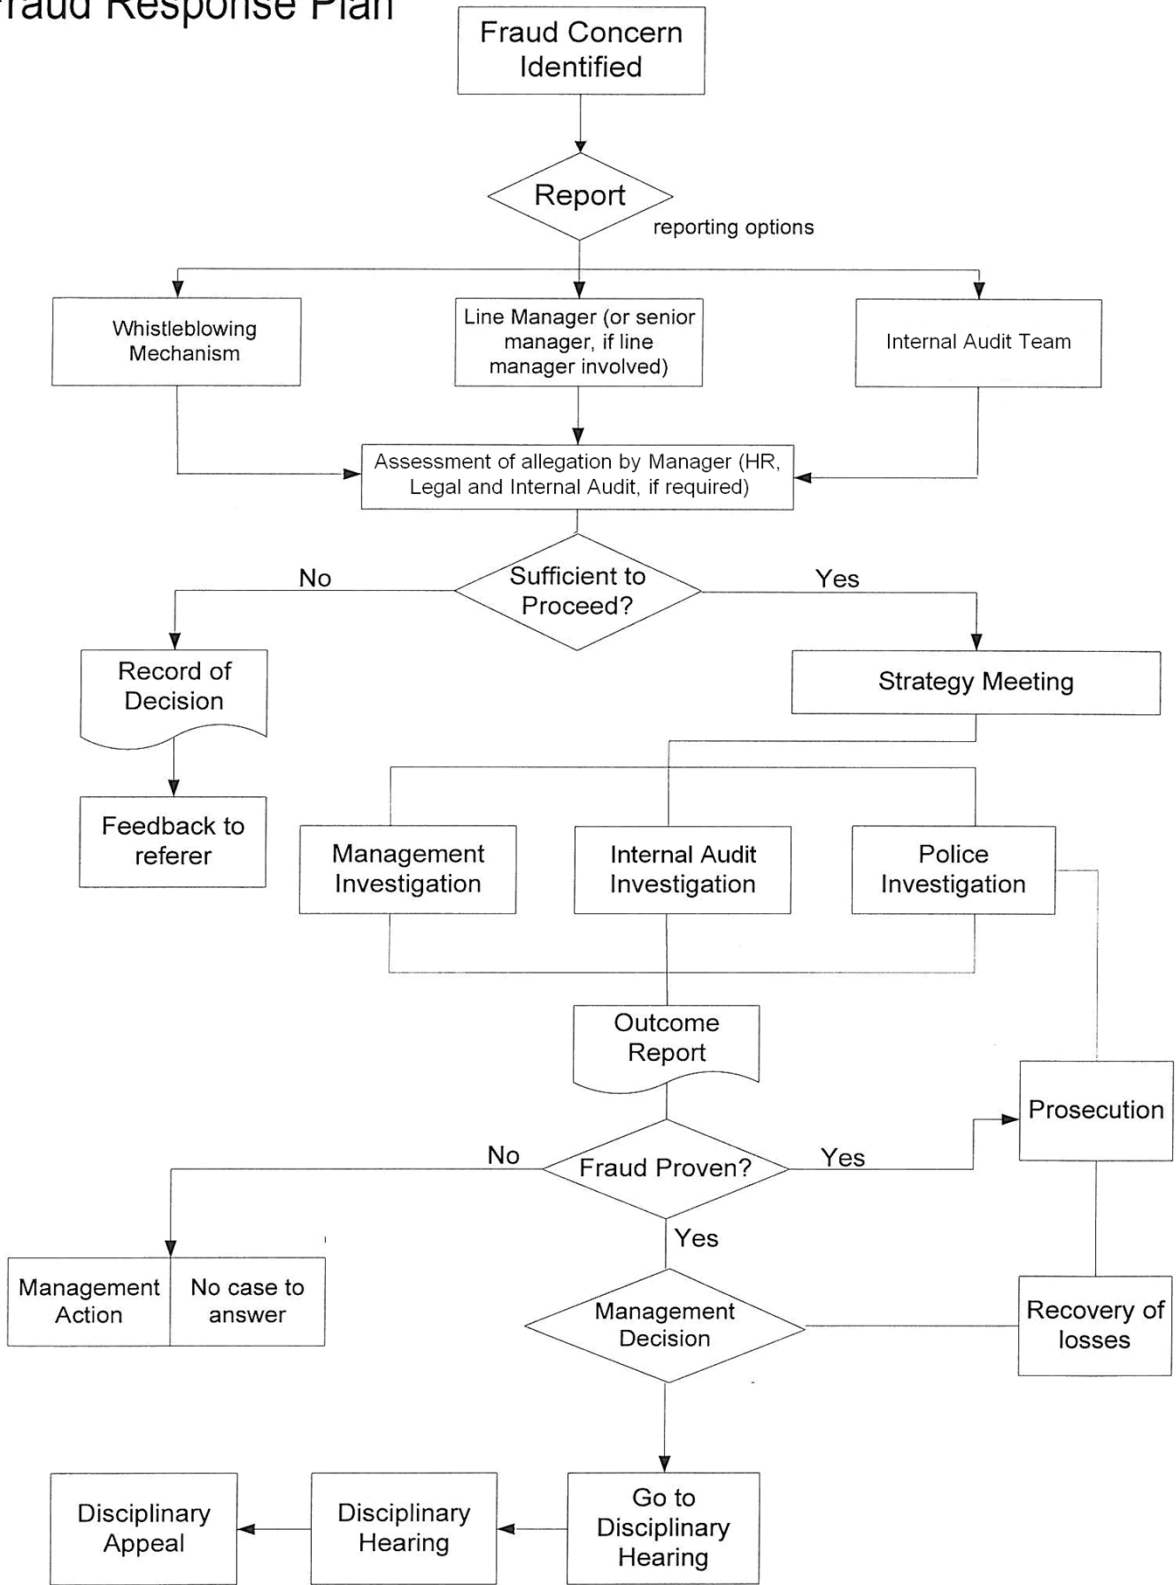 Fraud Response Plan
Fraud Concern
Identified
Report
reporting options
Whistleblowing
Mechanism
Line Manager (or senior
manager, if line
manager involved)
Internal Audit Team
Assessment of allegation by Manager (HR,
Legal and Internal Audit, if required)
No
Sufficient to
Proceed?
Yes
Record of
Decision
Strategy Meeting
Feedback to
referer
Management
Investigation
Internal Audit
Investigation
Police
Investigation
Outcome
Report
Prosecution
No
Fraud Proven?
Yes
Yes
Management
Action
No case to
answer
Management
Decision
Recovery of
losses
Disciplinary
Appeal
Disciplinary
Hearing
Go to
Disciplinary
Hearing